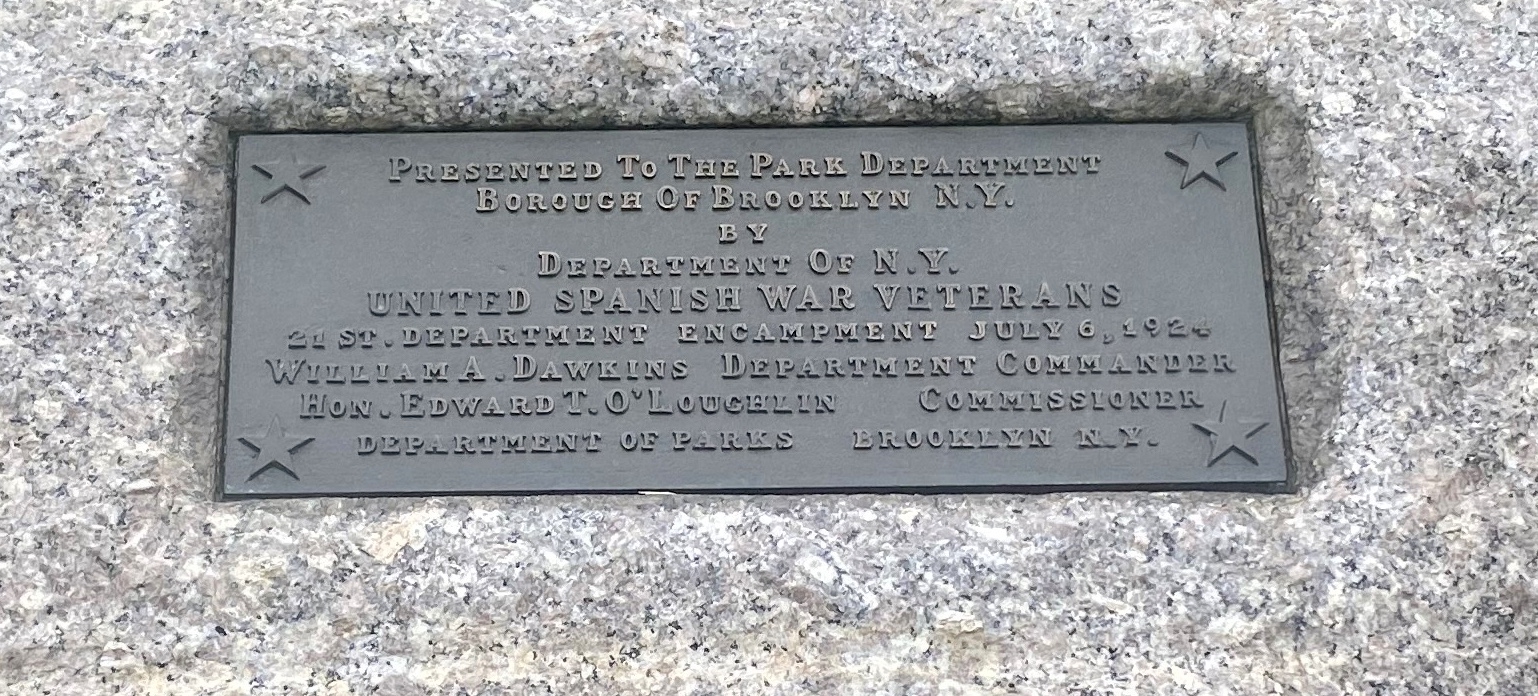 PRESENTED TO THE PARK DEPARTMENT
BOROUGH OF BROOKLYN N.Y.
BY
DEPARTMENT OF N.Y.
UNITED SPANISH WAR VETERANS
21 ST. DEPARTMENT ENCAMPMENT JULY 6, 1924
WILLIAM A. DAWKINS DEPARTMENT COMMANDER
HON. EDWARD T. O'LOUGHLIN COMMISSIONER
DEPARTMENT OF PARKS BROOKLYN N.Y.